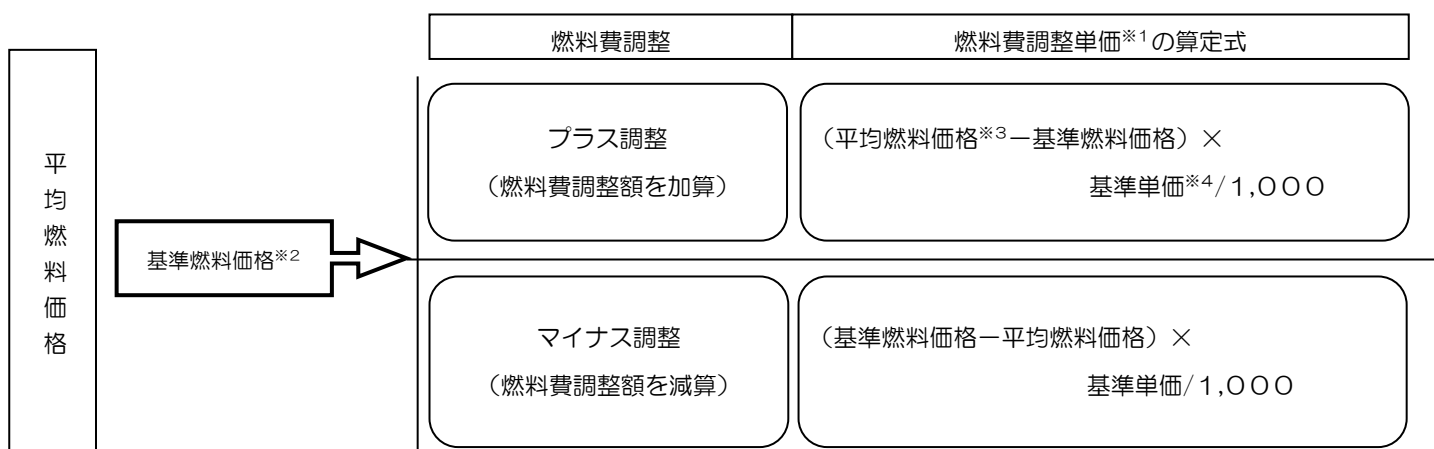 燃料費調整
燃料費調整単価※1の算定式
平均燃料価格
基準燃料価格※2
プラス調整
（燃料費調整額を加算）
（平均燃料価格※3－基準燃料価格）×
基準単価※4/1,000
マイナス調整
（燃料費調整額を減算）
（基準燃料価格－平均燃料価格）×
基準単価/1,000